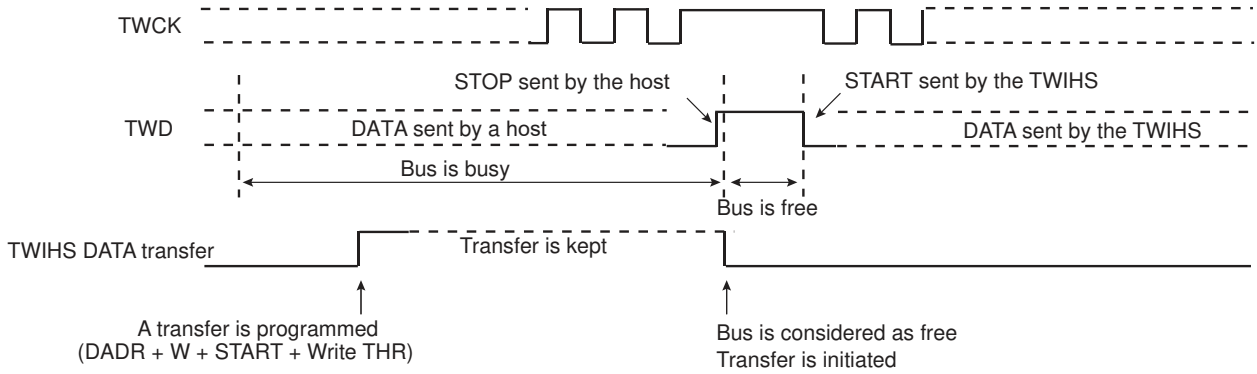 TWCK
STOP sent by the host
START sent by the TWIHS
TWD
DATA sent by a host
DATA sent by the TWIHS
Bus is busy
Bus is free
TWIHS DATA transfer
Transfer is kept
A transfer is programmed
(DADR + W + START + Write THR)
Bus is considered as free
Transfer is initiated